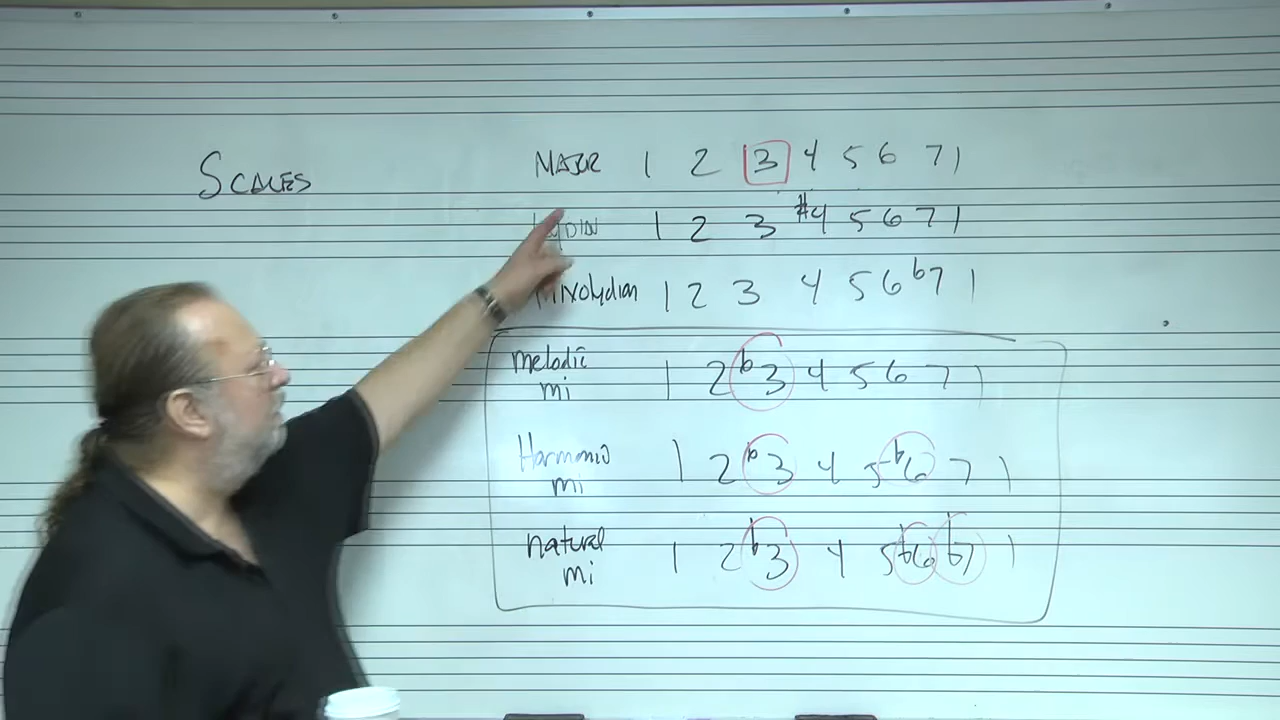 SCALES
MAJOR 1 2 3 4 5 6 7 1
Lydian 1 2 3 #4 5 6 7 1
mixolydian 1 2 3 4 5 6 b7 1
melodic mi 1 2 b3 4 5 6 7 1
Harmonic mi 1 2 b3 4 5 b6 7 1
natural mi 1 2 b3 4 5 b6 b7 1